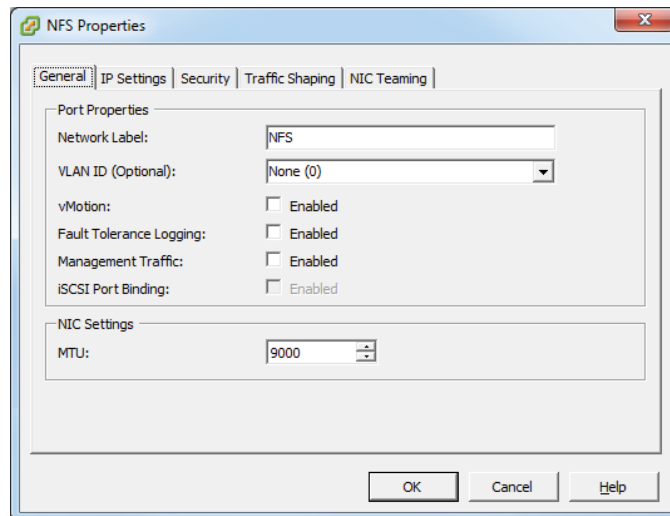 NFS Properties
General IP Settings Security Traffic Shaping NIC Teaming
Port Properties
Network Label: NFS
VLAN ID (Optional): None (0)
vMotion: Enabled
Fault Tolerance Logging: Enabled
Management Traffic: Enabled
iSCSI Port Binding: Enabled
NIC Settings
MTU: 9000
OK Cancel Help